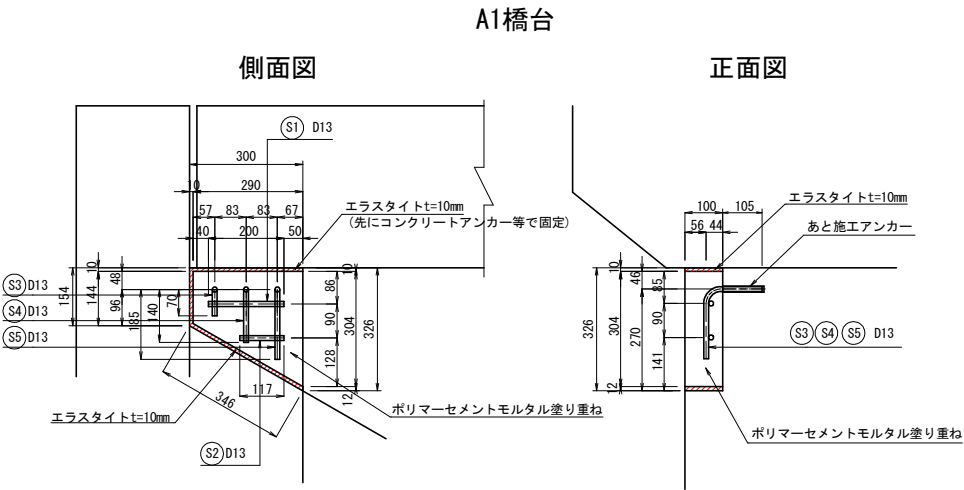 A1橋台
側面図
正面図
S1 D13
300
10 290
57 83 83 67
40 200 50
エラスタイトt=10mm
(先にコンクリートアンカー等で固定)
S3 D13
S4 D13
S5 D13
154
10
144
48
96
185
140
70
10
86
90
128
304
12
326
117
346
エラスタイトt=10mm
S2 D13
ポリマーセメントモルタル塗り重ね
エラスタイトt=10mm
100 105
56 44
あと施工アンカー
326
10
304
12
46
270
85
90
141
S3 S4 S5 D13
ポリマーセメントモルタル塗り重ね